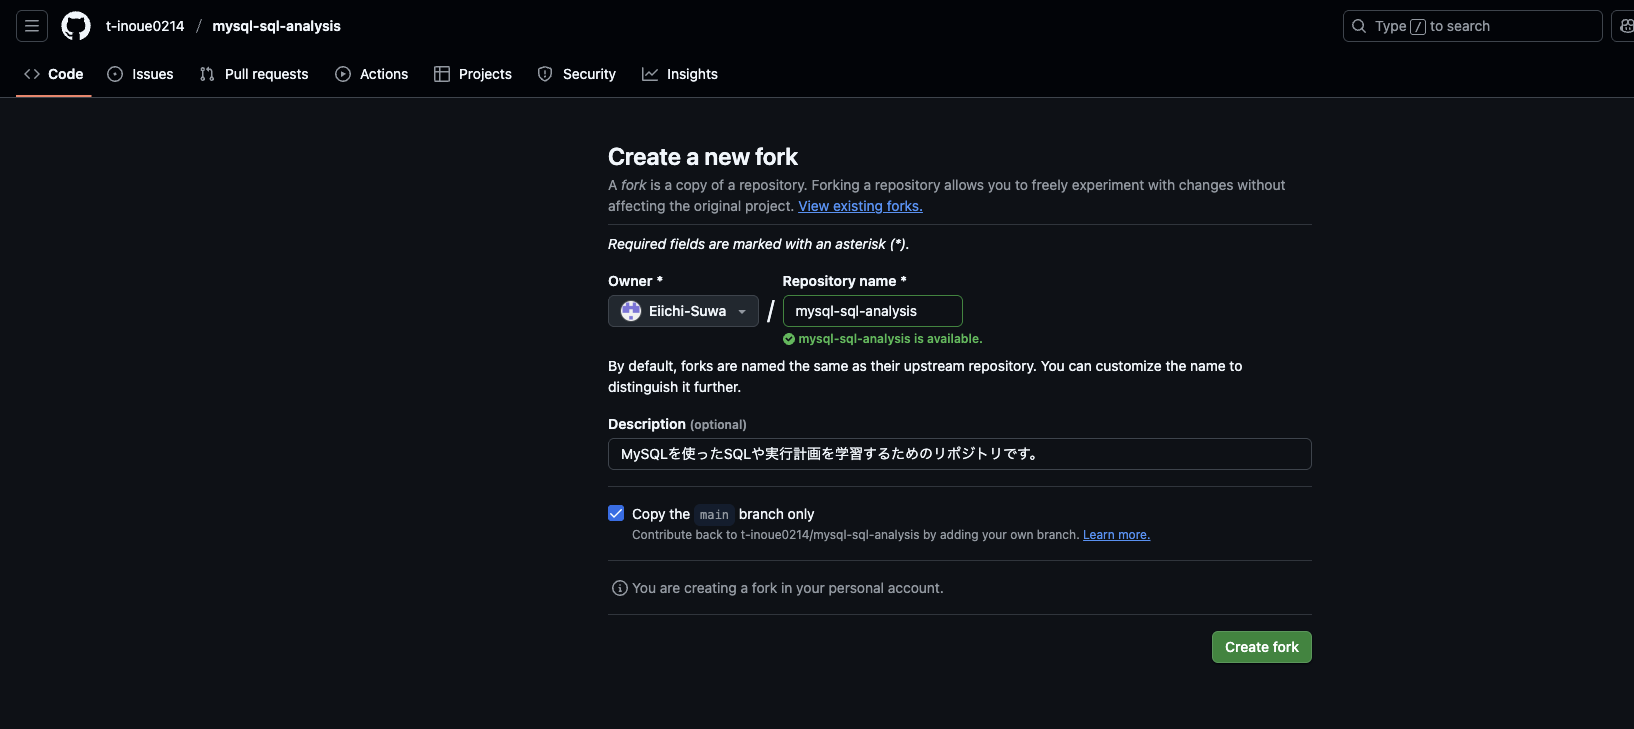 t-inoue0214 / mysql-sql-analysis
Type / to search
Code Issues Pull requests Actions Projects Security Insights
Create a new fork
A fork is a copy of a repository. Forking a repository allows you to freely experiment with changes without
affecting the original project. View existing forks.
Required fields are marked with an asterisk (*).
Owner * Repository name *
Eiichi-Suwa / mysql-sql-analysis
mysql-sql-analysis is available.
By default, forks are named the same as their upstream repository. You can customize the name to
distinguish it further.
Description (optional)
MySQLを使ったSQLや実行計画を学習するためのリポジトリです。
Copy the main branch only
Contribute back to t-inoue0214/mysql-sql-analysis by adding your own branch. Learn more.
You are creating a fork in your personal account.
Create fork